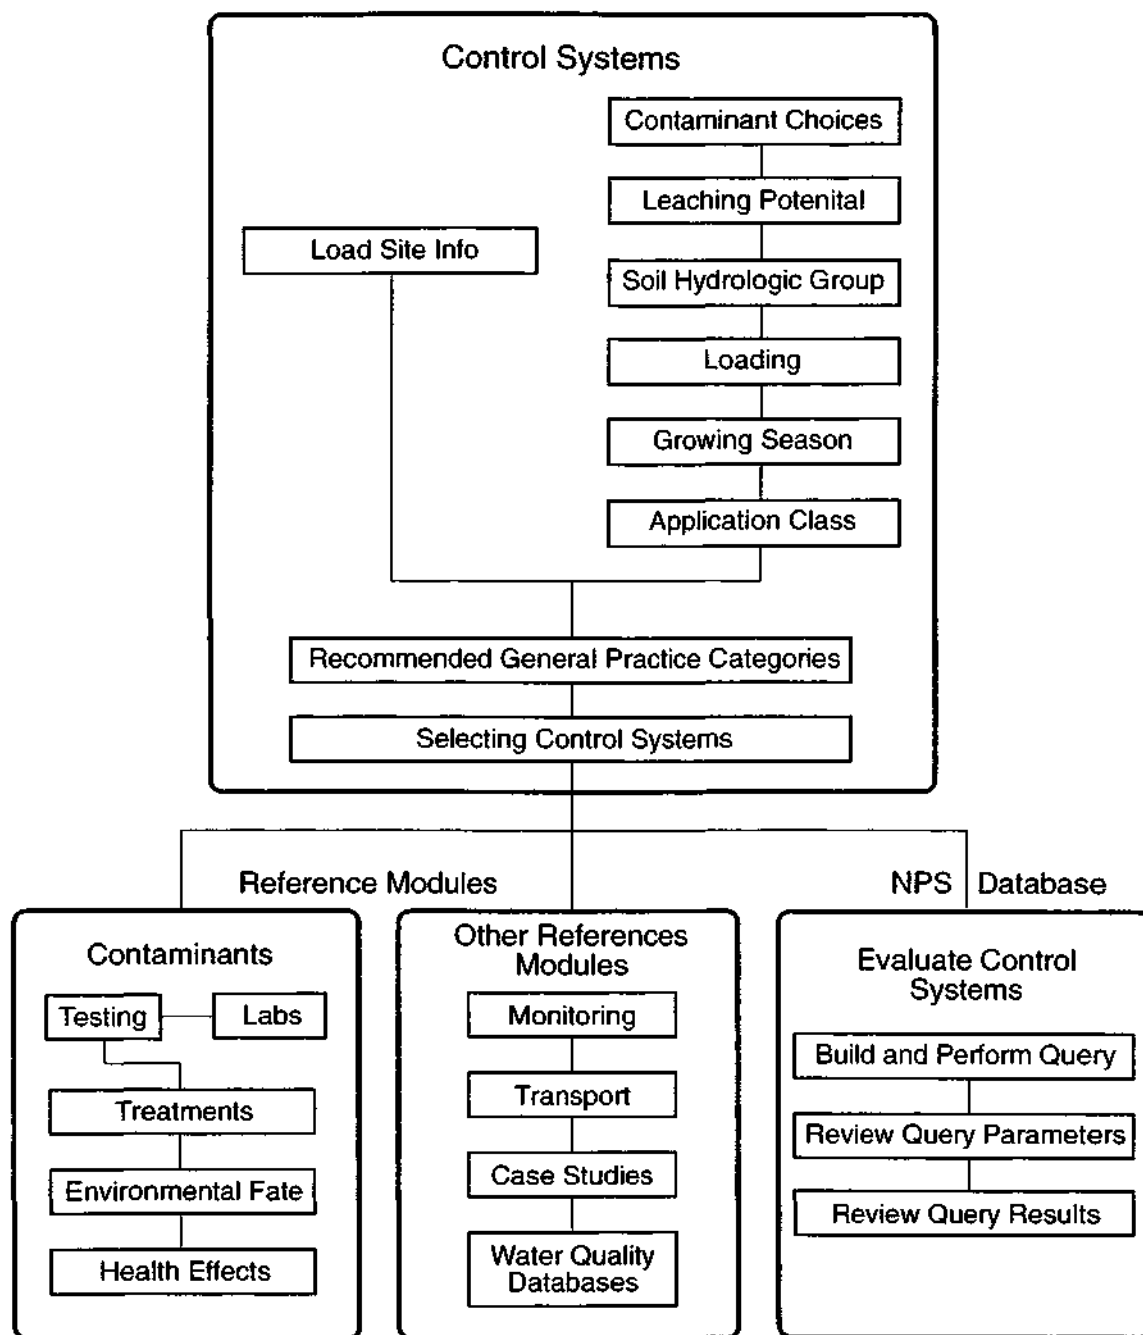 Control Systems
Contaminant Choices
Leaching Potenital
Load Site Info
Soil Hydrologic Group
Loading
Growing Season
Application Class
Recommended General Practice Categories
Selecting Control Systems
Reference Modules
NPS Database
Contaminants
Testing
Labs
Treatments
Environmental Fate
Health Effects
Other References
Modules
Monitoring
Transport
Case Studies
Water Quality
Databases
Evaluate Control
Systems
Build and Perform Query
Review Query Parameters
Review Query Results